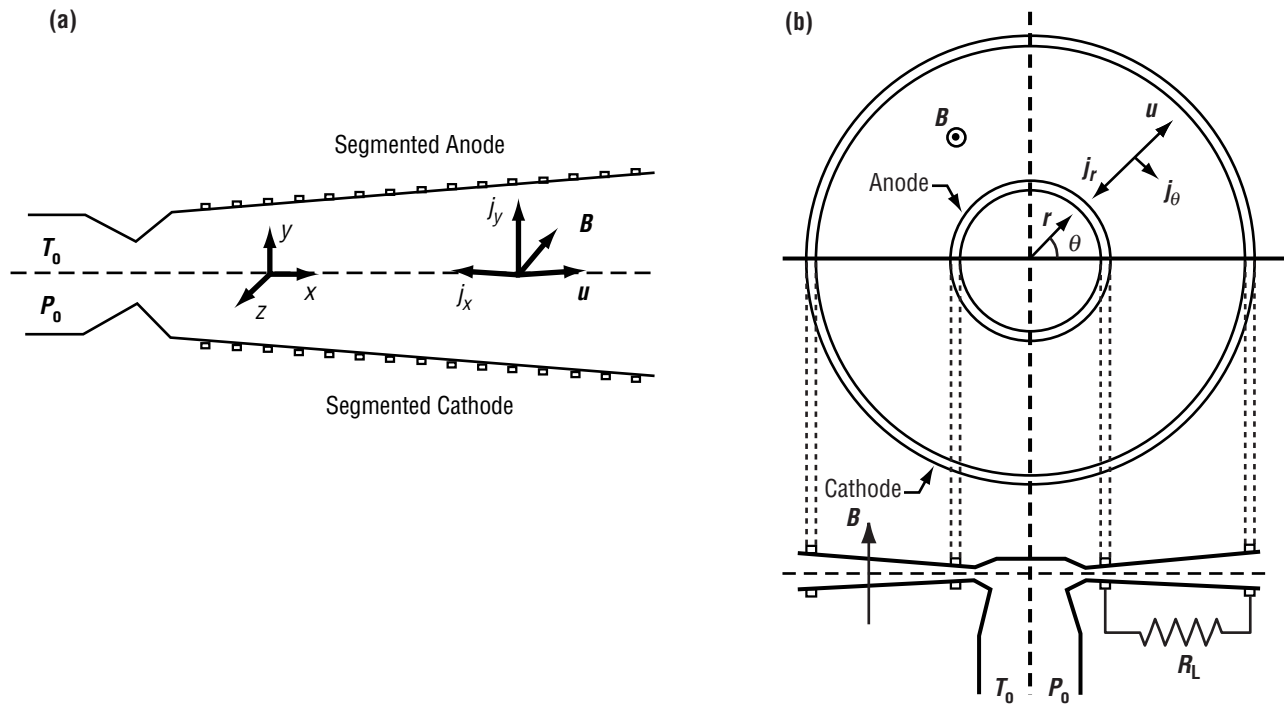 (a)
Segmented Anode
T₀
P₀
y
x
z
jy
B
jx
u
Segmented Cathode
(b)
B
u
jr
jθ
Anode
r
θ
Cathode
B
RL
T₀
P₀